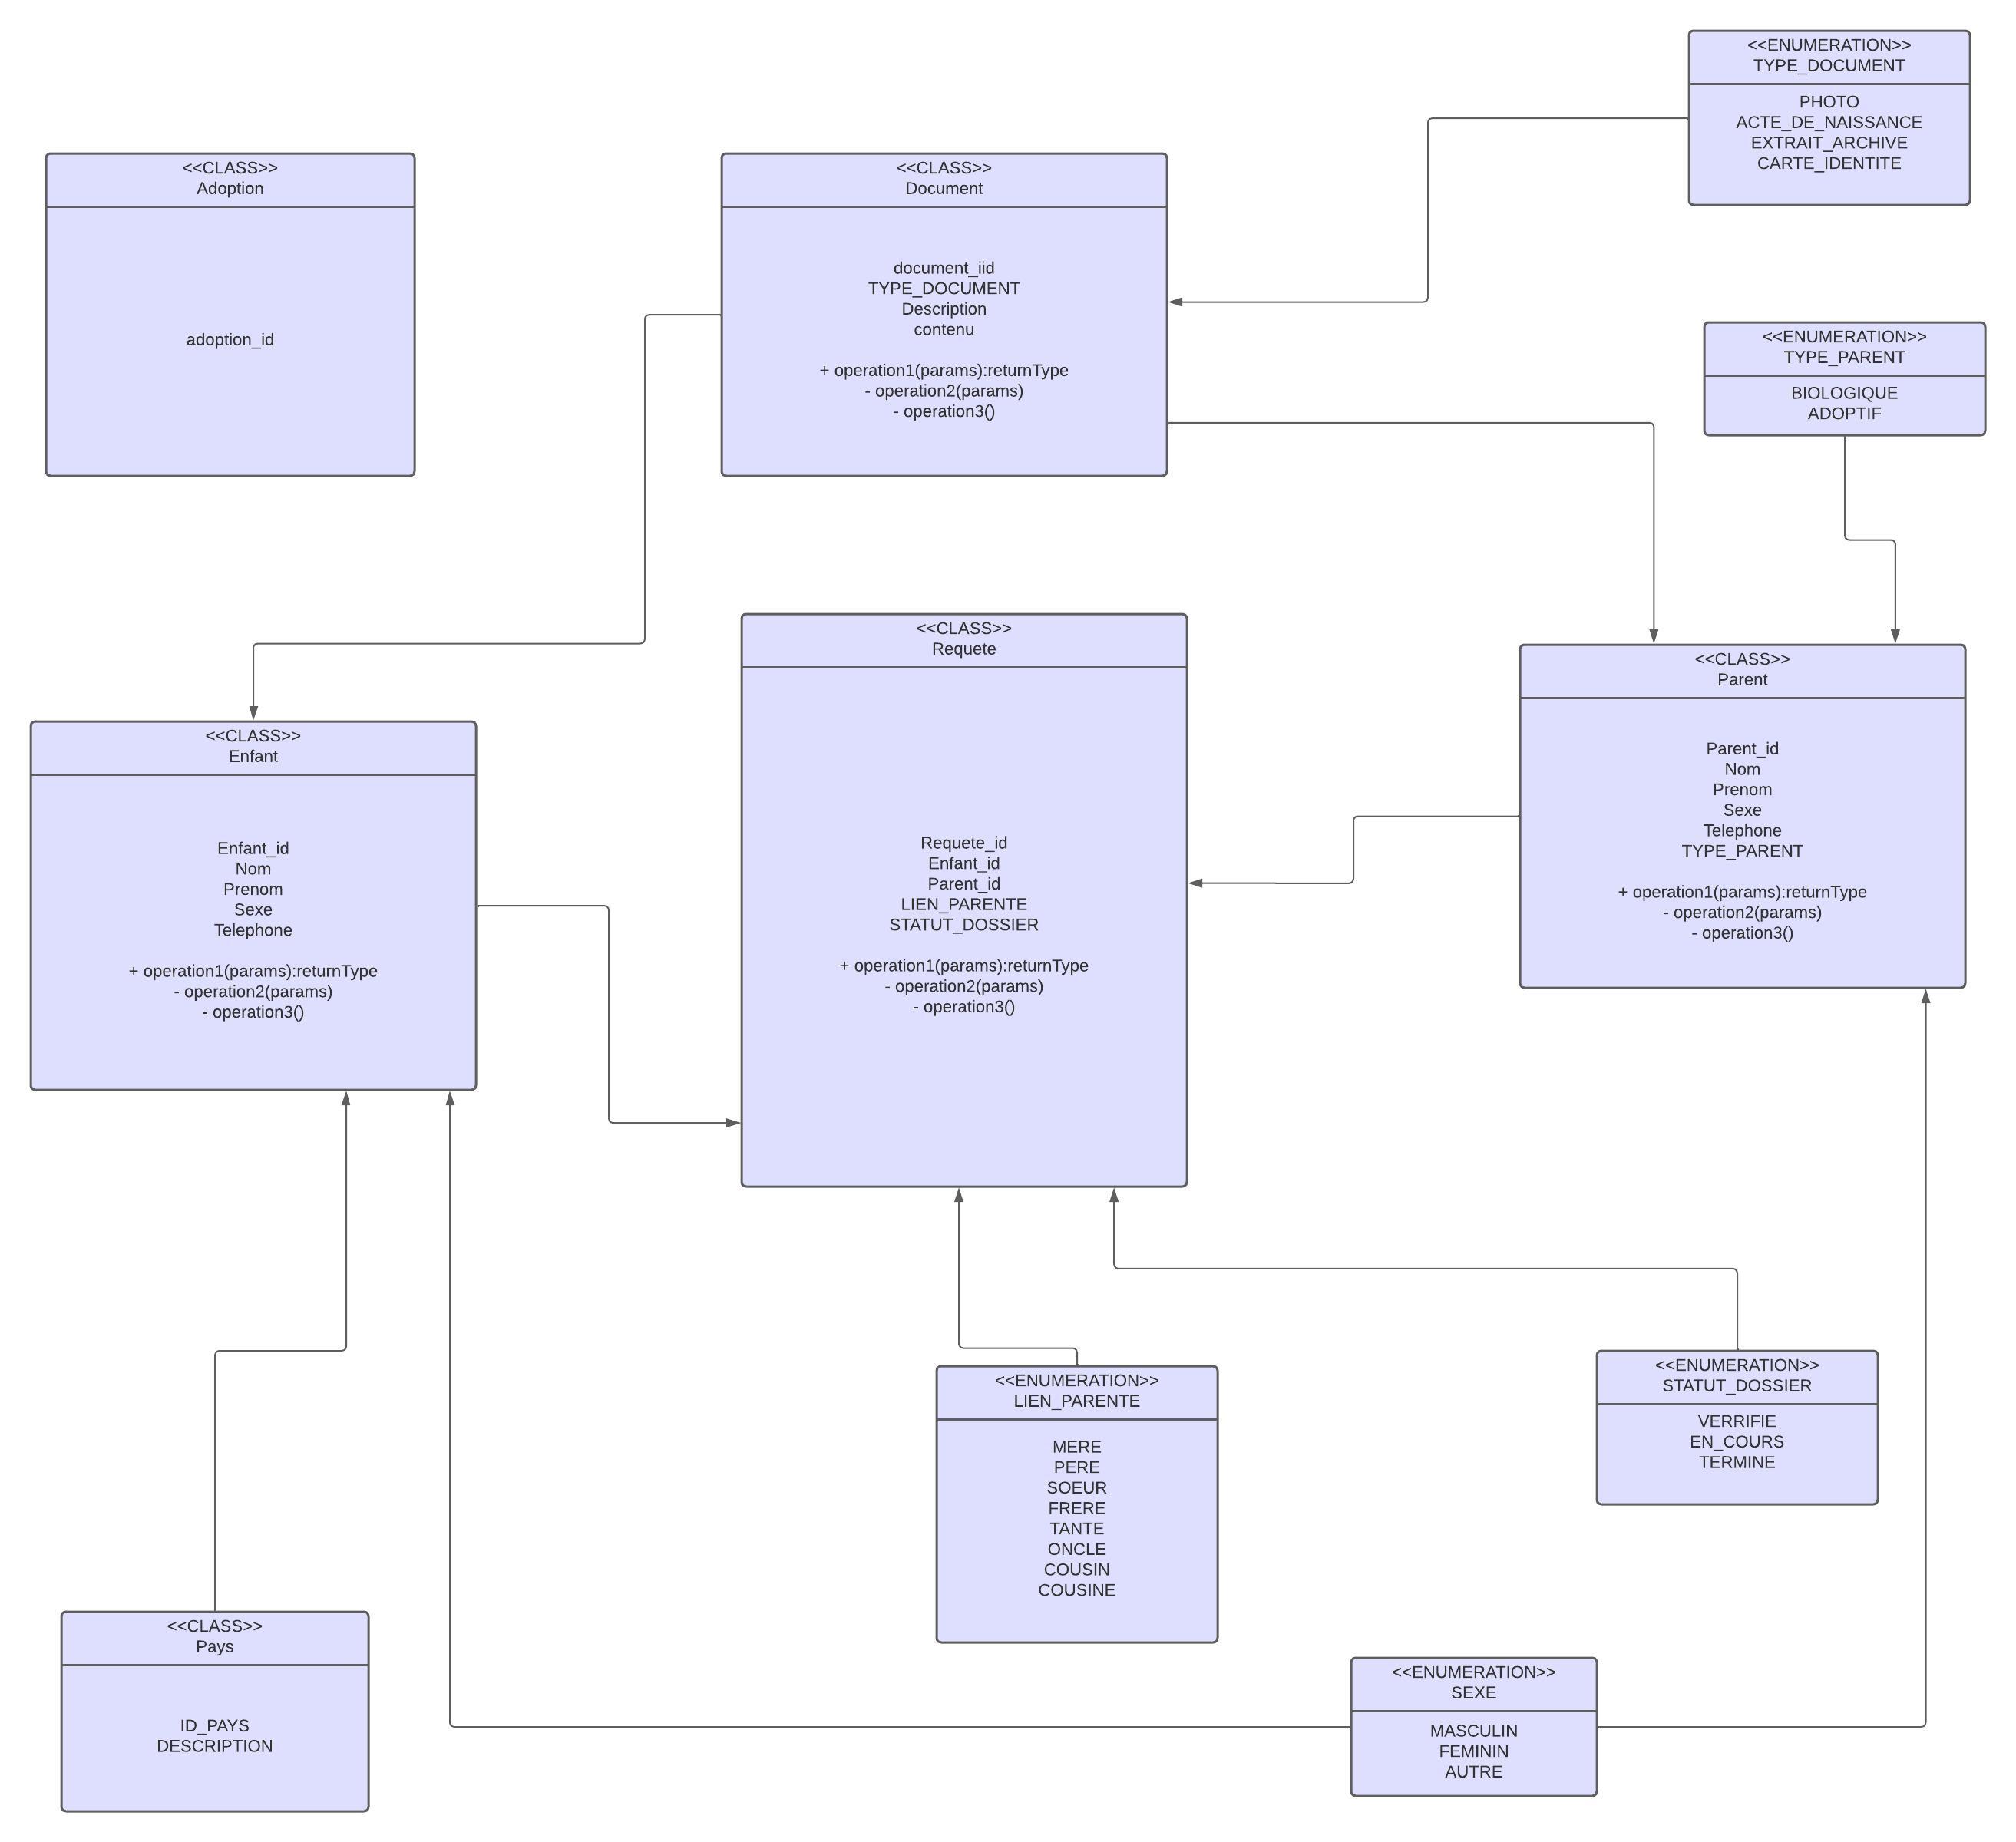 <<ENUMERATION>>
TYPE_DOCUMENT
PHOTO
ACTE_DE_NAISSANCE
EXTRAIT_ARCHIVE
CARTE_IDENTITE
<<CLASS>>
Adoption
adoption_id
<<CLASS>>
Document
document_iid
TYPE_DOCUMENT
Description
contenu
+ operation1(params):returnType
- operation2(params)
- operation3()
<<ENUMERATION>>
TYPE_PARENT
BIOLOGIQUE
ADOPTIF
<<CLASS>>
Enfant
Enfant_id
Nom
Prenom
Sexe
Telephone
+ operation1(params):returnType
- operation2(params)
- operation3()
<<CLASS>>
Requete
Requete_id
Enfant_id
Parent_id
LIEN_PARENTE
STATUT_DOSSIER
+ operation1(params):returnType
- operation2(params)
- operation3()
<<CLASS>>
Parent
Parent_id
Nom
Prenom
Sexe
Telephone
TYPE_PARENT
+ operation1(params):returnType
- operation2(params)
- operation3()
<<ENUMERATION>>
LIEN_PARENTE
MERE
PERE
SOEUR
FRERE
TANTE
ONCLE
COUSIN
COUSINE
<<ENUMERATION>>
STATUT_DOSSIER
VERRIFIE
EN_COURS
TERMINE
<<CLASS>>
Pays
ID_PAYS
DESCRIPTION
<<ENUMERATION>>
SEXE
MASCULIN
FEMININ
AUTRE